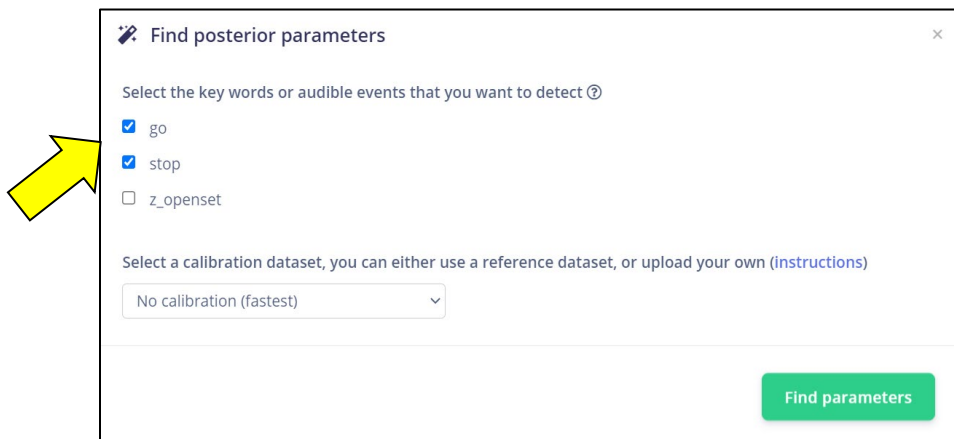 Find posterior parameters
Select the key words or audible events that you want to detect ?
go
stop
z_openset
Select a calibration dataset, you can either use a reference dataset, or upload your own (instructions)
No calibration (fastest)
Find parameters